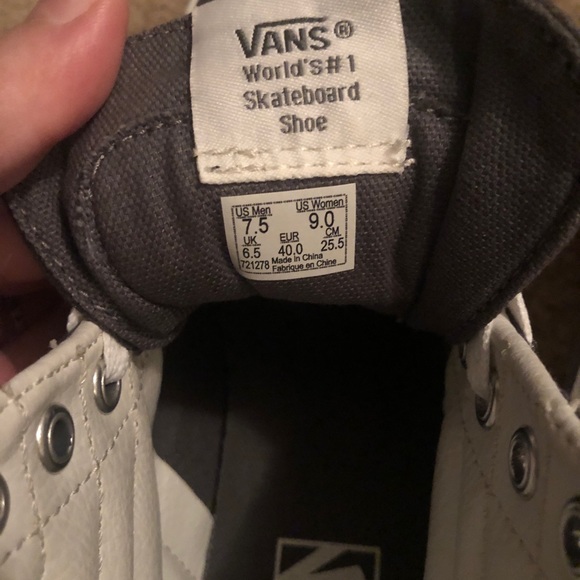 VANS®
World's #1
Skateboard
Shoe
US Men US Women
7.5 9.0
UK EUR CM
6.5 40.0 25.5
721278 Made in China
Fabrique en Chine